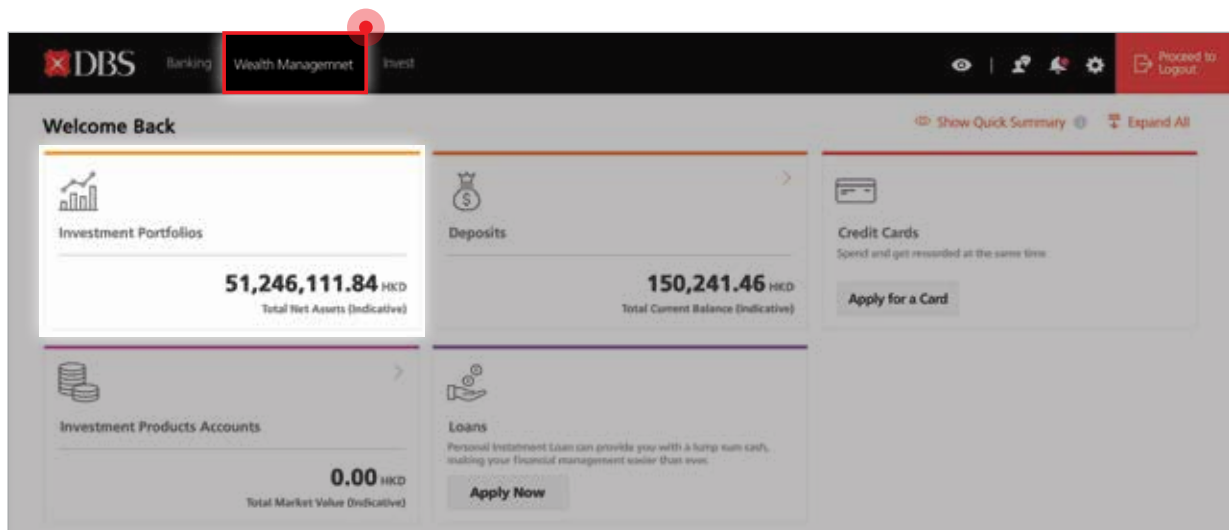 DBS
Banking
Wealth Managemnet
Invest
Proceed to
Logout
Welcome Back
Show Quick Summary
Expand All
Investment Portfolios
51,246,111.84 HKD
Total Net Assets (Indicative)
Deposits
150,241.46 HKD
Total Current Balance (Indicative)
Credit Cards
Spend and get rewarded at the same time
Apply for a Card
Investment Products Accounts
0.00 HKD
Total Market Value (Indicative)
Loans
Personal Instalment Loan can provide you with a lump sum cash,
making your financial management easier than ever.
Apply Now